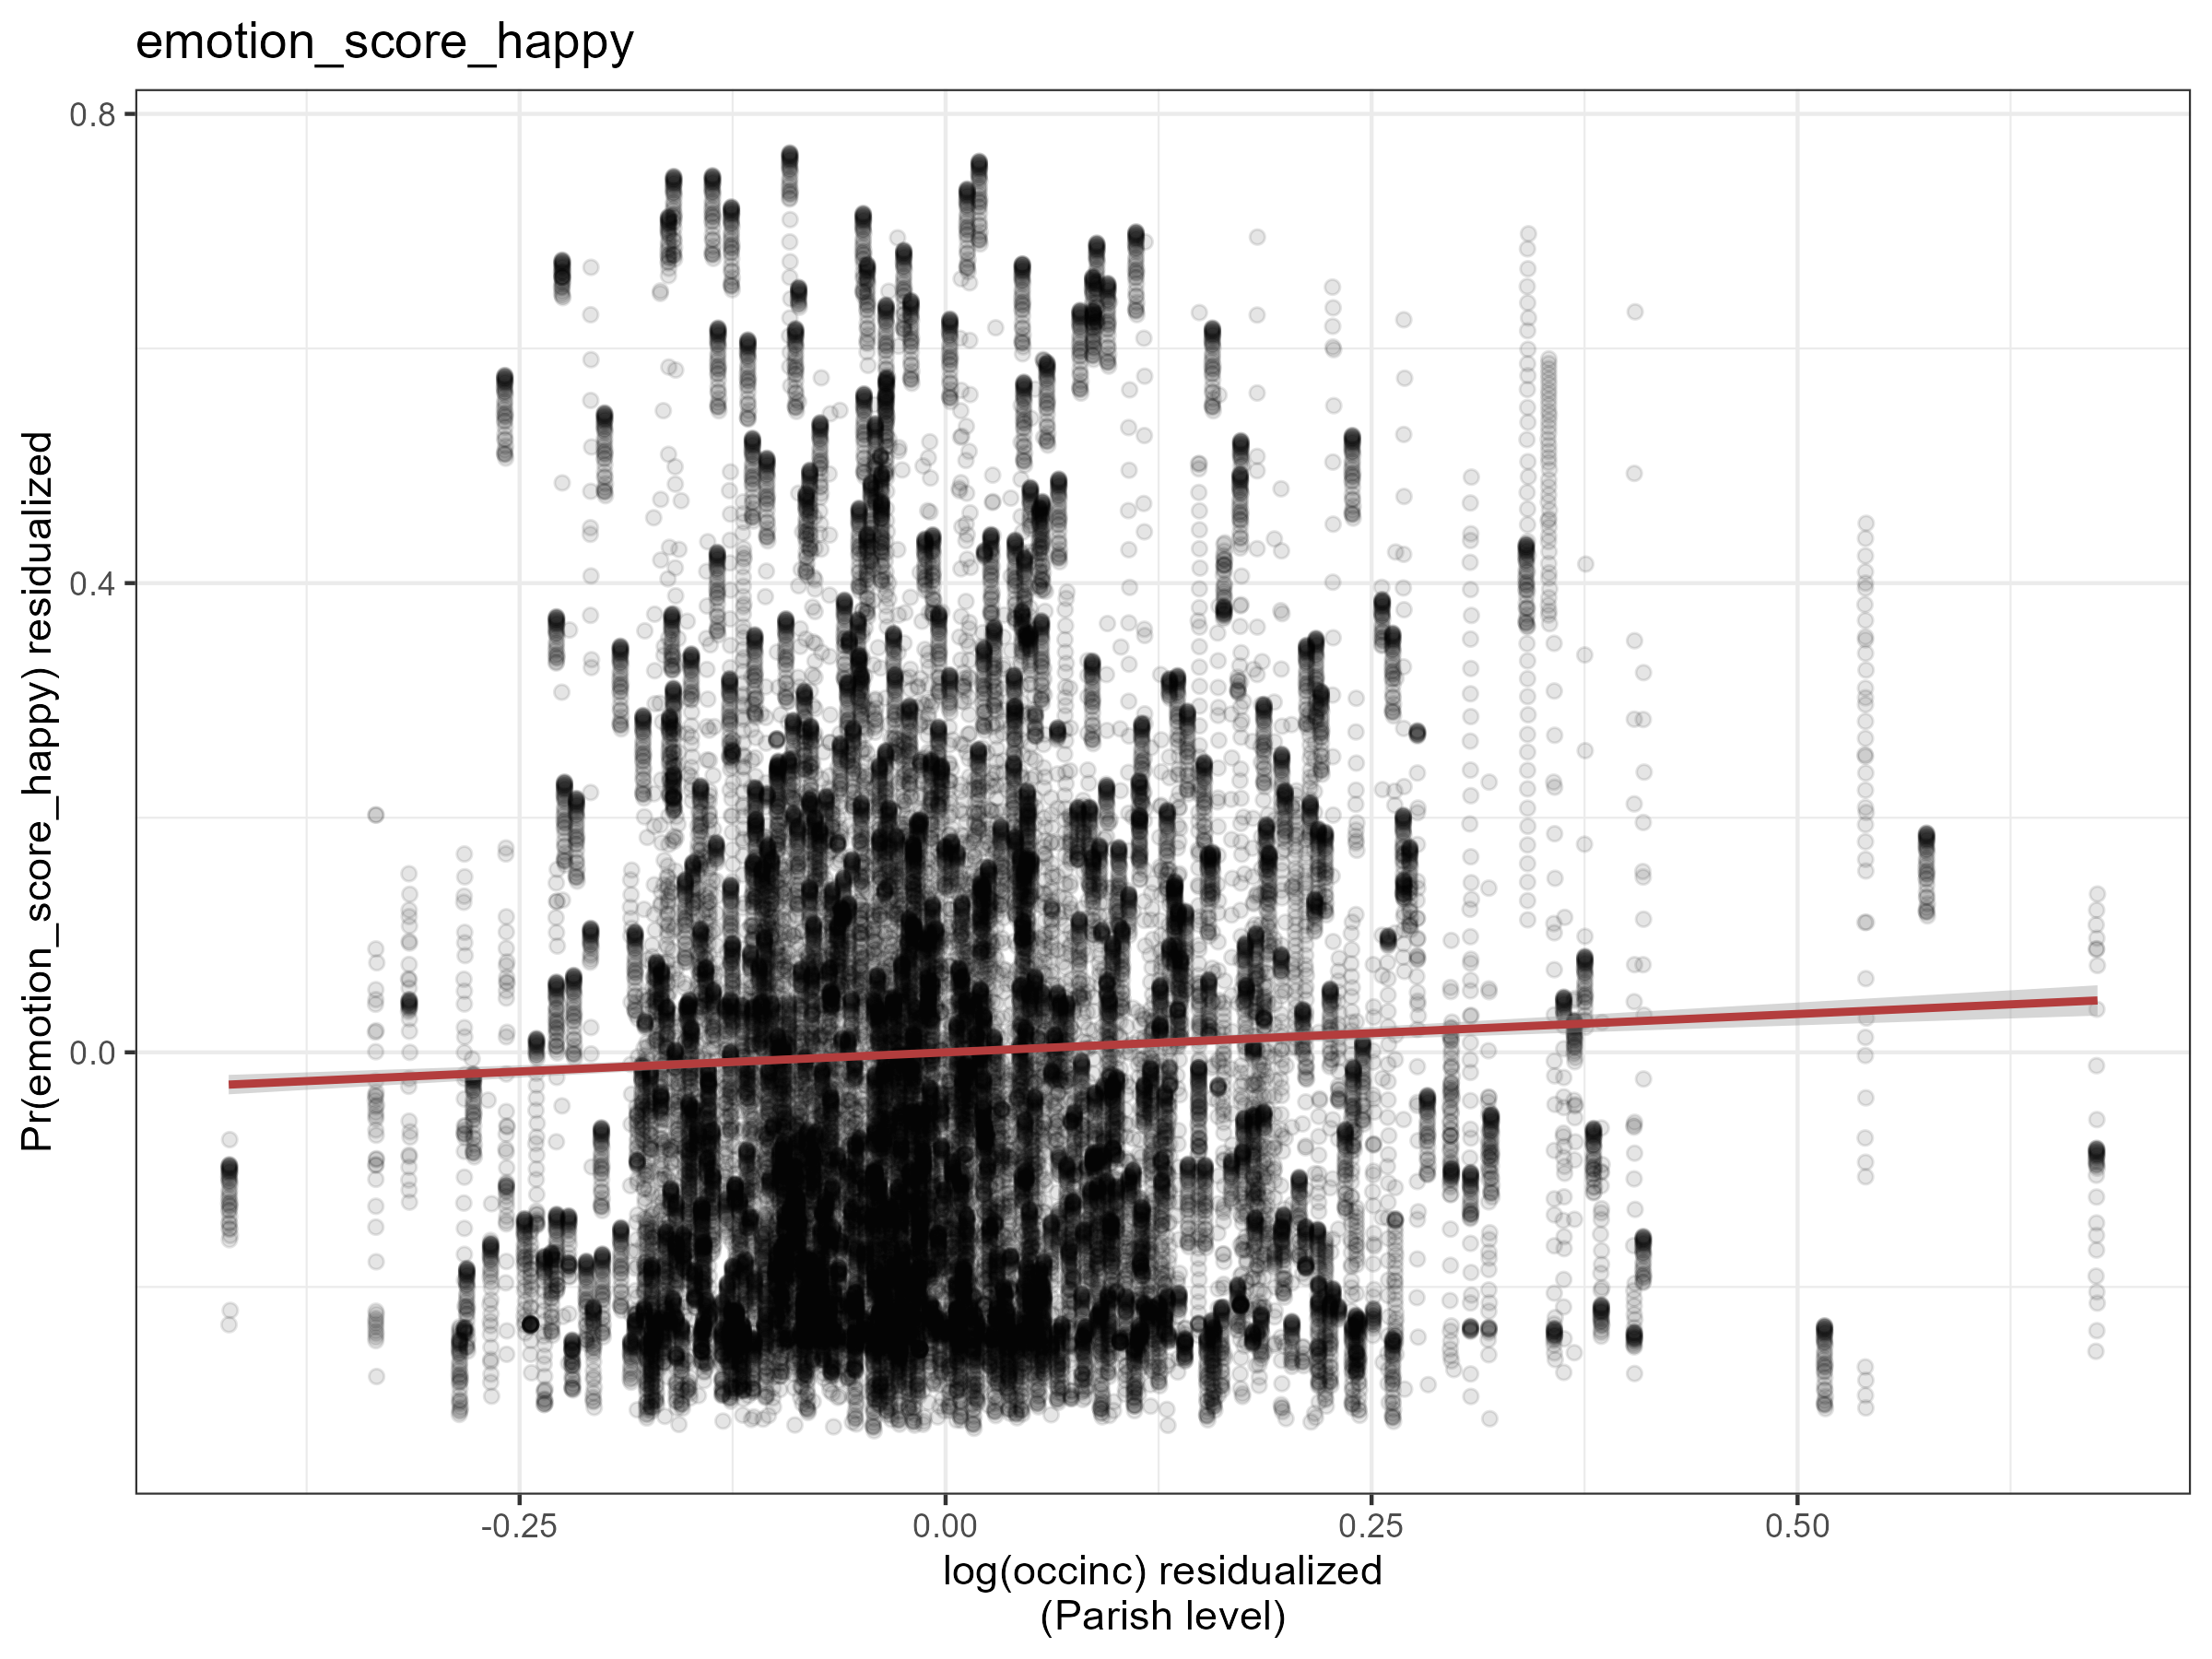 emotion_score_happy
Pr(emotion_score_happy) residualized
0.8
0.4
0.0
-0.25
0.00
0.25
0.50
log(occinc) residualized
(Parish level)